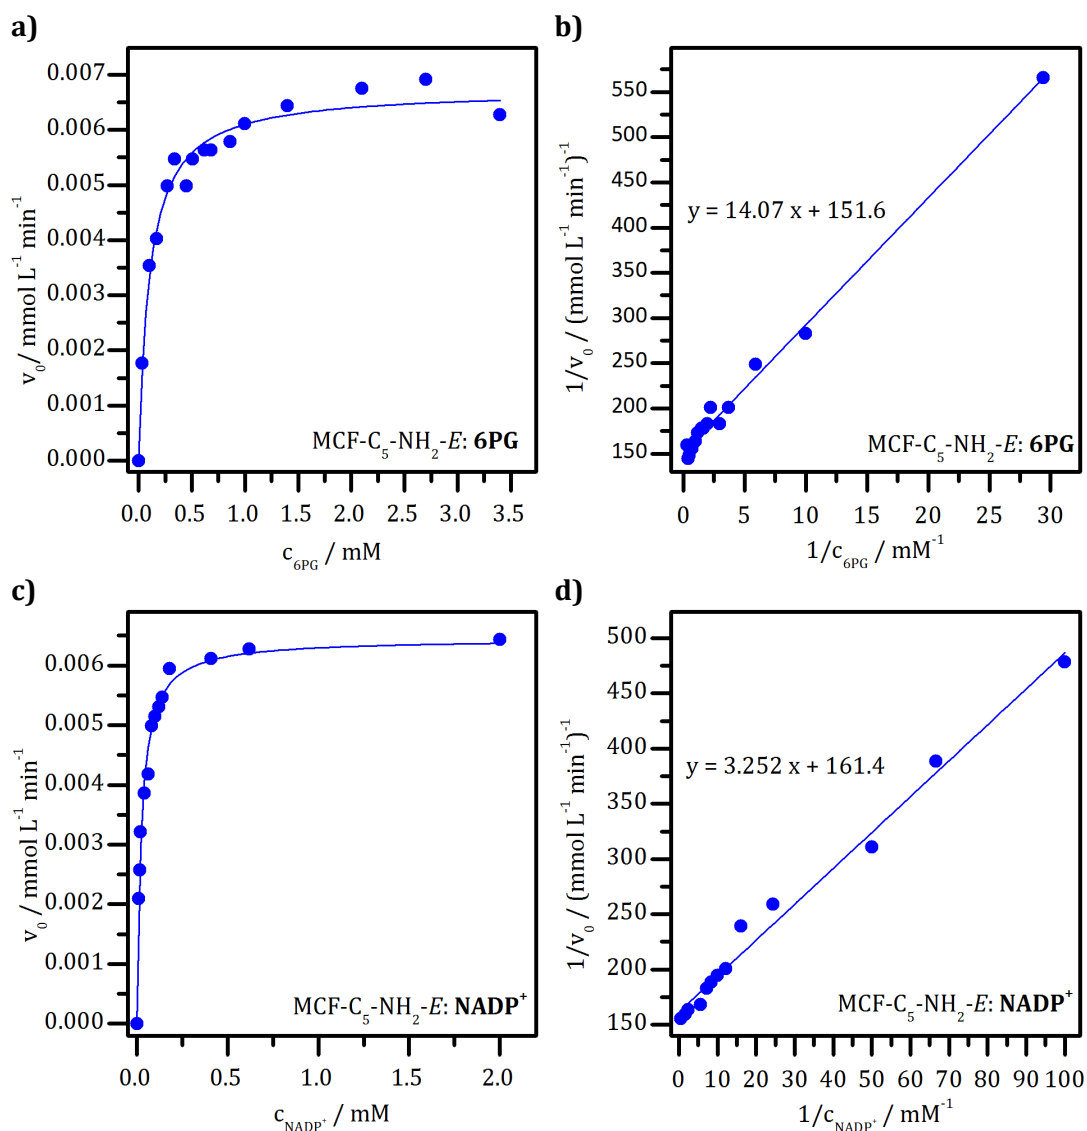 a)
v₀/ mmol L⁻¹ min⁻¹
0.007
0.006
0.005
0.004
0.003
0.002
0.001
0.000
MCF-C₅-NH₂-E: 6PG
0.0 0.5 1.0 1.5 2.0 2.5 3.0 3.5
c₆PG / mM
b)
1/v₀ / (mmol L⁻¹ min⁻¹)⁻¹
550
500
450
400
350
300
250
200
150
y = 14.07 x + 151.6
MCF-C₅-NH₂-E: 6PG
0 5 10 15 20 25 30
1/c₆PG / mM⁻¹
c)
v₀ / mmol L⁻¹ min⁻¹
0.006
0.005
0.004
0.003
0.002
0.001
0.000
MCF-C₅-NH₂-E: NADP⁺
0.0 0.5 1.0 1.5 2.0
c NADP⁺ / mM
d)
1/v₀ / (mmol L⁻¹ min⁻¹)⁻¹
500
450
400
350
300
250
200
150
y = 3.252 x + 161.4
MCF-C₅-NH₂-E: NADP⁺
0 10 20 30 40 50 60 70 80 90 100
1/c NADP⁺ / mM⁻¹